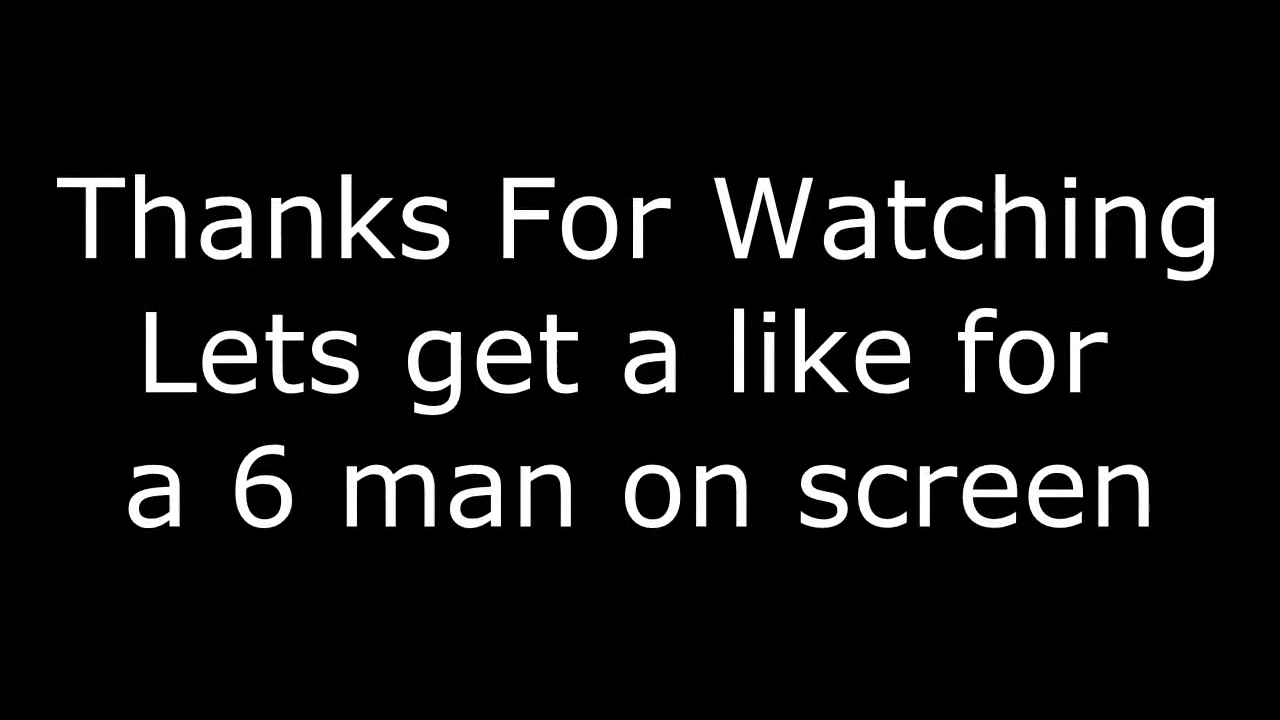 Thanks For Watching
Lets get a like for
a 6 man on screen